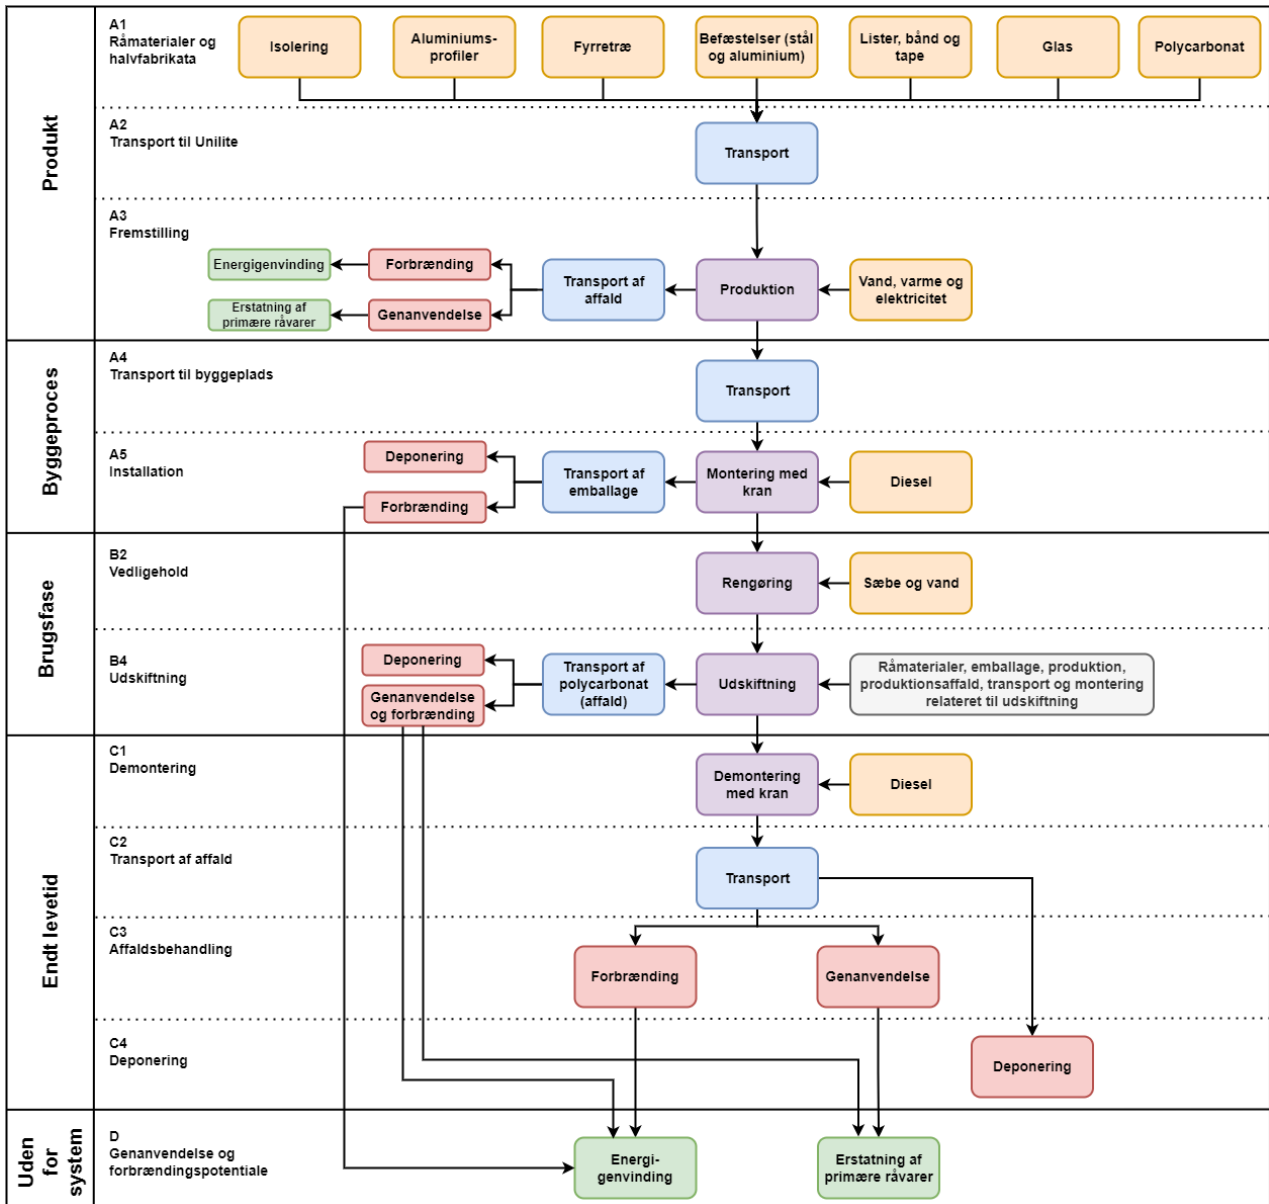 Produkt
A1
Råmaterialer og
halvfabrikata
Isolering
Aluminiums-
profiler
Fyrretræ
Befæstelser (stål
og aluminium)
Lister, bånd og
tape
Glas
Polycarbonat
A2
Transport til Unilite
Transport
A3
Fremstilling
Energigenvinding
Forbrænding
Erstatning af
primære råvarer
Genanvendelse
Transport af
affald
Produktion
Vand, varme og
elektricitet
Byggeproces
A4
Transport til byggeplads
Transport
A5
Installation
Deponering
Forbrænding
Transport af
emballage
Montering med
kran
Diesel
Brugsfase
B2
Vedligehold
Rengøring
Sæbe og vand
B4
Udskiftning
Deponering
Genanvendelse
og forbrænding
Transport af
polycarbonat
(affald)
Udskiftning
Råmaterialer, emballage, produktion,
produktionsaffald, transport og montering
relateret til udskiftning
Endt levetid
C1
Demontering
Demontering
med kran
Diesel
C2
Transport af affald
Transport
C3
Affaldsbehandling
Forbrænding
Genanvendelse
C4
Deponering
Deponering
Uden
for
system
D
Genanvendelse og
forbrændingspotentiale
Energi-
genvinding
Erstatning af
primære råvarer